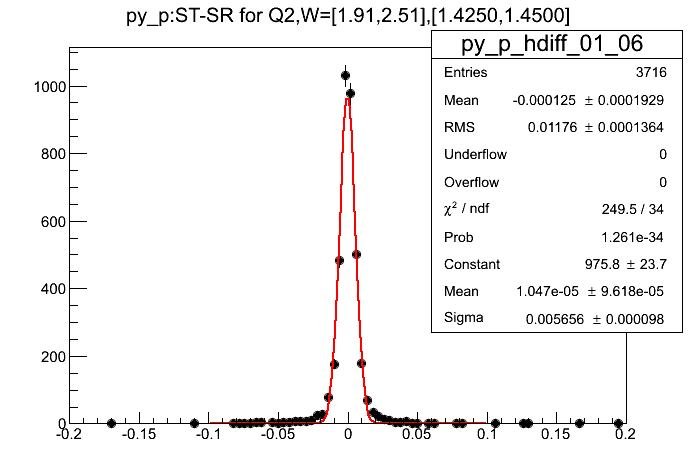 py_p:ST-SR for Q2,W=[1.91,2.51],[1.4250,1.4500]
py_p_hdiff_01_06
Entries 3716
Mean -0.000125 ± 0.0001929
RMS 0.01176 ± 0.0001364
Underflow 0
Overflow 0
χ² / ndf 249.5 / 34
Prob 1.261e-34
Constant 975.8 ± 23.7
Mean 1.047e-05 ± 9.618e-05
Sigma 0.005656 ± 0.000098
1000
800
600
400
200
0
-0.2 -0.15 -0.1 -0.05 0 0.05 0.1 0.15 0.2